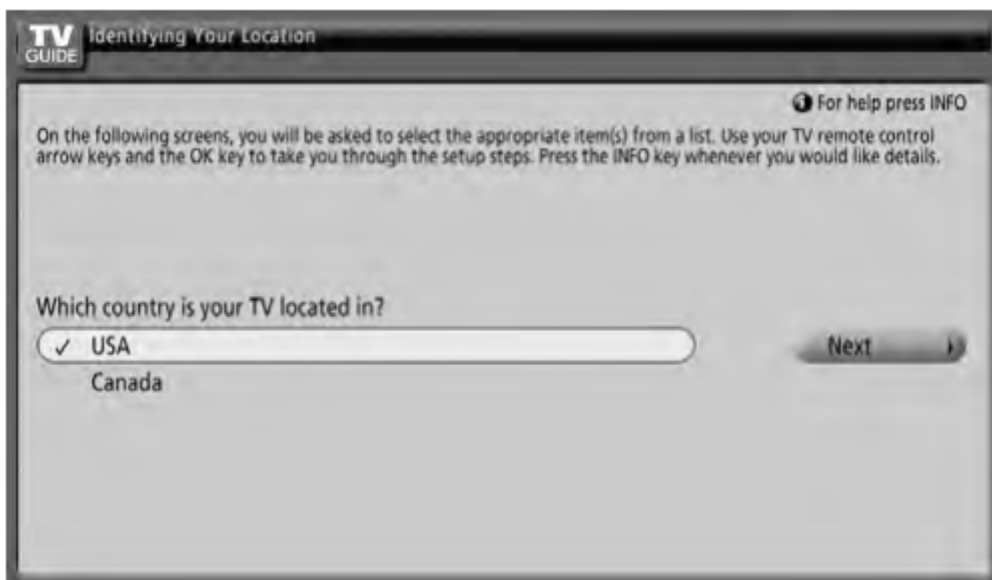 TV
GUIDE
Identifying Your Location
For help press INFO
On the following screens, you will be asked to select the appropriate item(s) from a list. Use your TV remote control
arrow keys and the OK key to take you through the setup steps. Press the INFO key whenever you would like details.
Which country is your TV located in?
✓ USA
Next
Canada